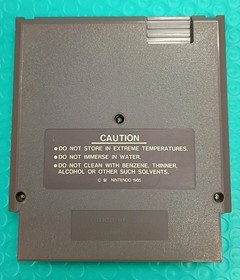 CAUTION
•DO NOT STORE IN EXTREME TEMPERATURES.
•DO NOT IMMERSE IN WATER.
•DO NOT CLEAN WITH BENZENE, THINNER,
ALCOHOL OR OTHER SUCH SOLVENTS.
© NINTENDO 1985